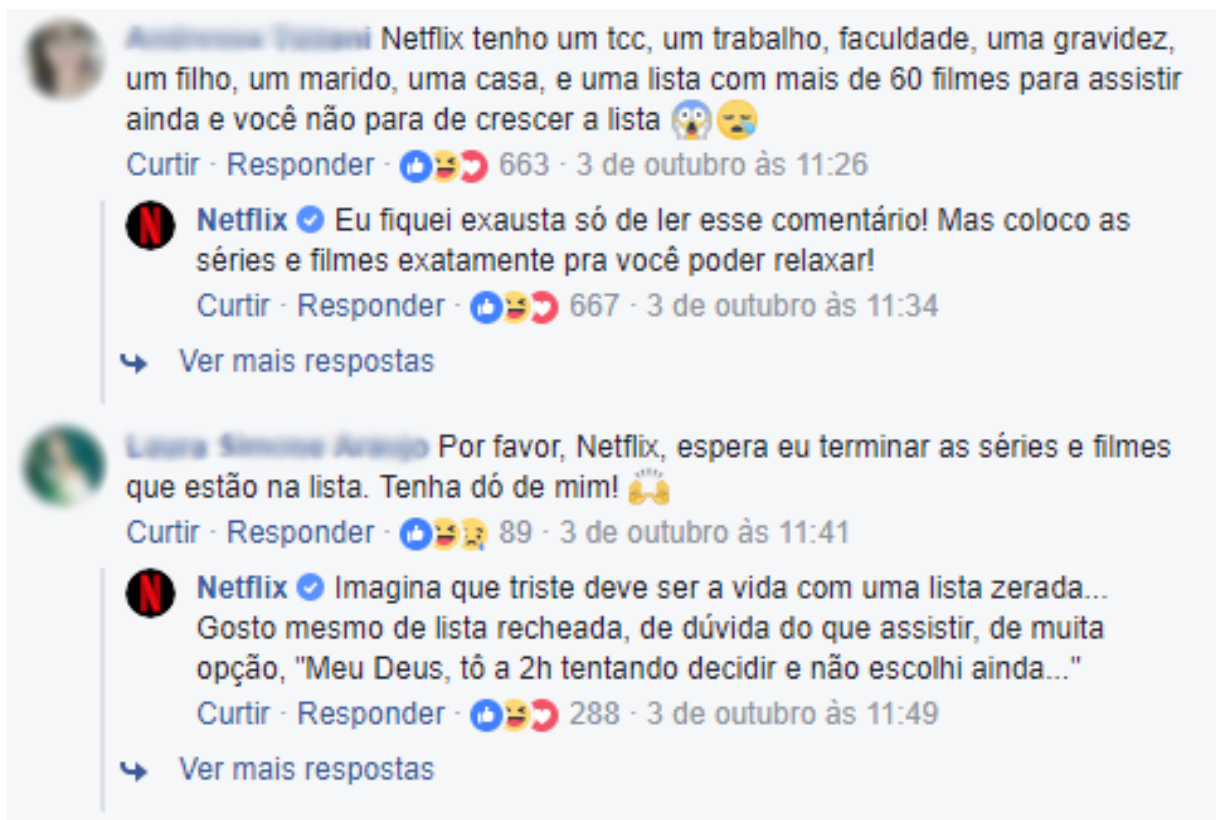 Netflix tenho um tcc, um trabalho, faculdade, uma gravidez,
um filho, um marido, uma casa, e uma lista com mais de 60 filmes para assistir
ainda e você não para de crescer a lista 😱😪
Curtir · Responder · 663 · 3 de outubro às 11:26
N
Netflix Eu fiquei exausta só de ler esse comentário! Mas coloco as
séries e filmes exatamente pra você poder relaxar!
Curtir · Responder · 667 · 3 de outubro às 11:34
Ver mais respostas
Por favor, Netflix, espera eu terminar as séries e filmes
que estão na lista. Tenha dó de mim! 🙌
Curtir · Responder · 89 · 3 de outubro às 11:41
N
Netflix Imagina que triste deve ser a vida com uma lista zerada...
Gosto mesmo de lista recheada, de dúvida do que assistir, de muita
opção, "Meu Deus, tô a 2h tentando decidir e não escolhi ainda..."
Curtir · Responder · 288 · 3 de outubro às 11:49
Ver mais respostas